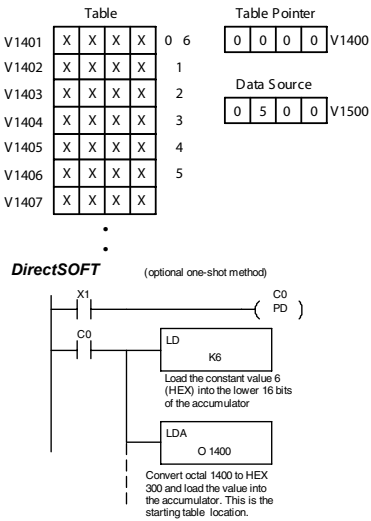 Table
Table Pointer
V1401 X X X X 0 6
0 0 0 0 V1400
V1402 X X X X 1
V1403 X X X X 2
Data Source
V1404 X X X X 3
0 5 0 0 V1500
V1405 X X X X 4
V1406 X X X X 5
V1407 X X X X
DirectSOFT (optional one-shot method)
X1
C0
PD
C0
LD
K6
Load the constant value 6
(HEX) into the lower 16 bits
of the accumulator
LDA
O 1400
Convert octal 1400 to HEX
300 and load the value into
the accumulator. This is the
starting table location.